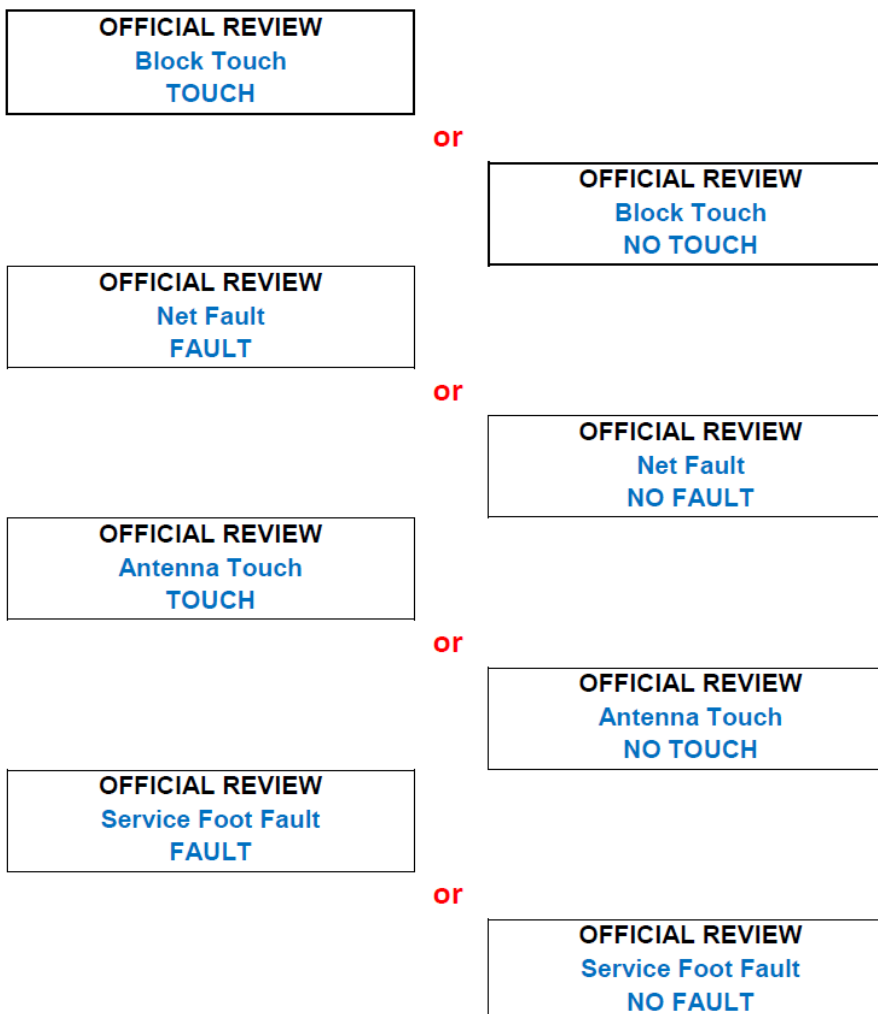 OFFICIAL REVIEW
Block Touch
TOUCH
or
OFFICIAL REVIEW
Block Touch
NO TOUCH
OFFICIAL REVIEW
Net Fault
FAULT
or
OFFICIAL REVIEW
Net Fault
NO FAULT
OFFICIAL REVIEW
Antenna Touch
TOUCH
or
OFFICIAL REVIEW
Antenna Touch
NO TOUCH
OFFICIAL REVIEW
Service Foot Fault
FAULT
or
OFFICIAL REVIEW
Service Foot Fault
NO FAULT